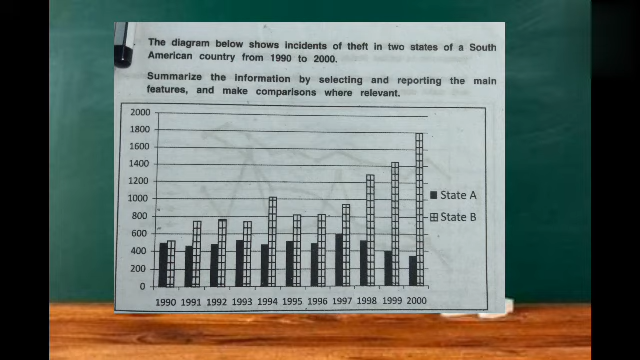 The diagram below shows incidents of theft in two states of a South
American country from 1990 to 2000.
Summarize the information by selecting and reporting the main
features, and make comparisons where relevant.
2000
1800
1600
1400
1200
1000
800
600
400
200
0
1990 1991 1992 1993 1994 1995 1996 1997 1998 1999 2000
State A
State B